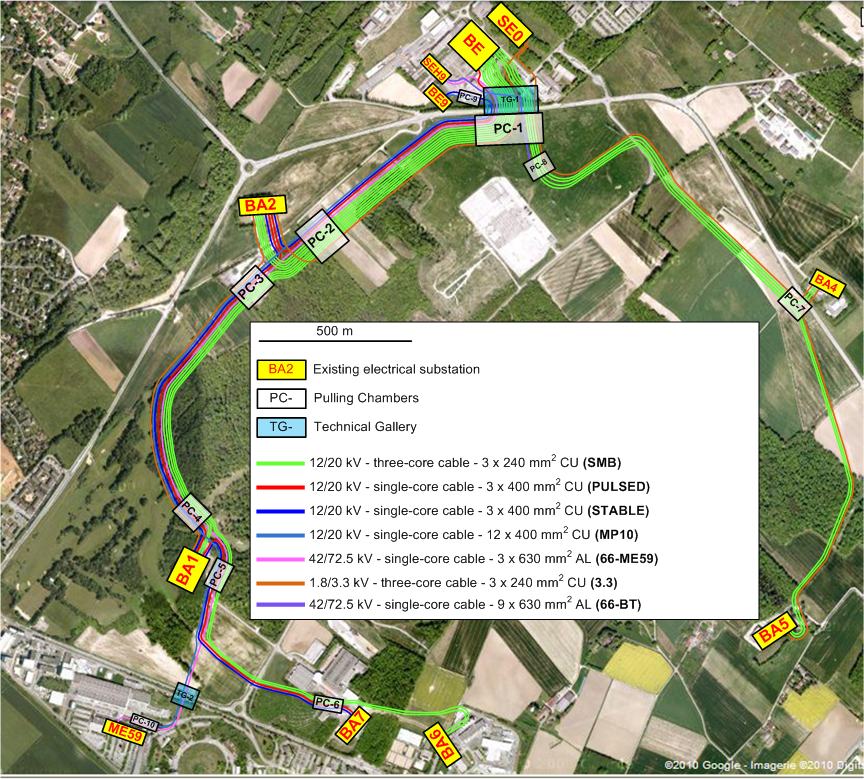 SE0
BE
SEH9
BE9
PC-9
TG-1
PC-1
PC-8
BA2
PC-2
PC-3
BA4
PC-7
500 m
BA2 Existing electrical substation
PC- Pulling Chambers
TG- Technical Gallery
12/20 kV - three-core cable - 3 x 240 mm² CU (SMB)
12/20 kV - single-core cable - 3 x 400 mm² CU (PULSED)
12/20 kV - single-core cable - 3 x 400 mm² CU (STABLE)
12/20 kV - single-core cable - 12 x 400 mm² CU (MP10)
42/72.5 kV - single-core cable - 3 x 630 mm² AL (66-ME59)
1.8/3.3 kV - three-core cable - 3 x 240 mm² CU (3.3)
42/72.5 kV - single-core cable - 9 x 630 mm² AL (66-BT)
PC-4
BA1
PC-5
BA5
TG-2
PC-6
PC-10
ME59
BA7
BA6
©2010 Google - Imagerie ©2010 Digit